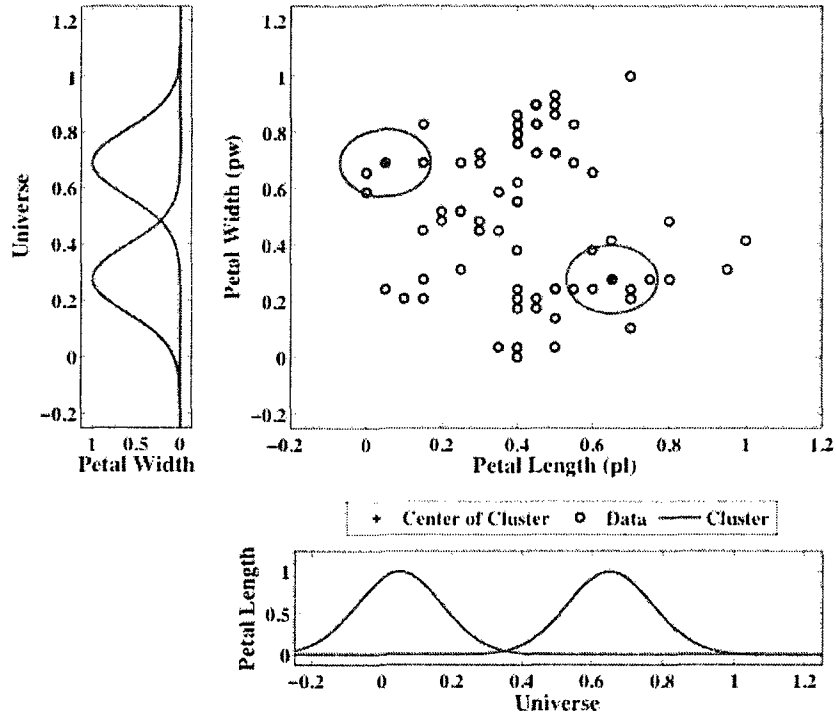 1.2
1
0.8
0.6
0.4
0.2
0
−0.2
Universe
1 0.5 0
Petal Width
1.2
1
0.8
0.6
0.4
0.2
0
−0.2
Petal Width (pw)
−0.2 0 0.2 0.4 0.6 0.8 1 1.2
Petal Length (pl)
+ Center of Cluster o Data — Cluster
Petal Length
1
0.5
0
−0.2 0 0.2 0.4 0.6 0.8 1 1.2
Universe